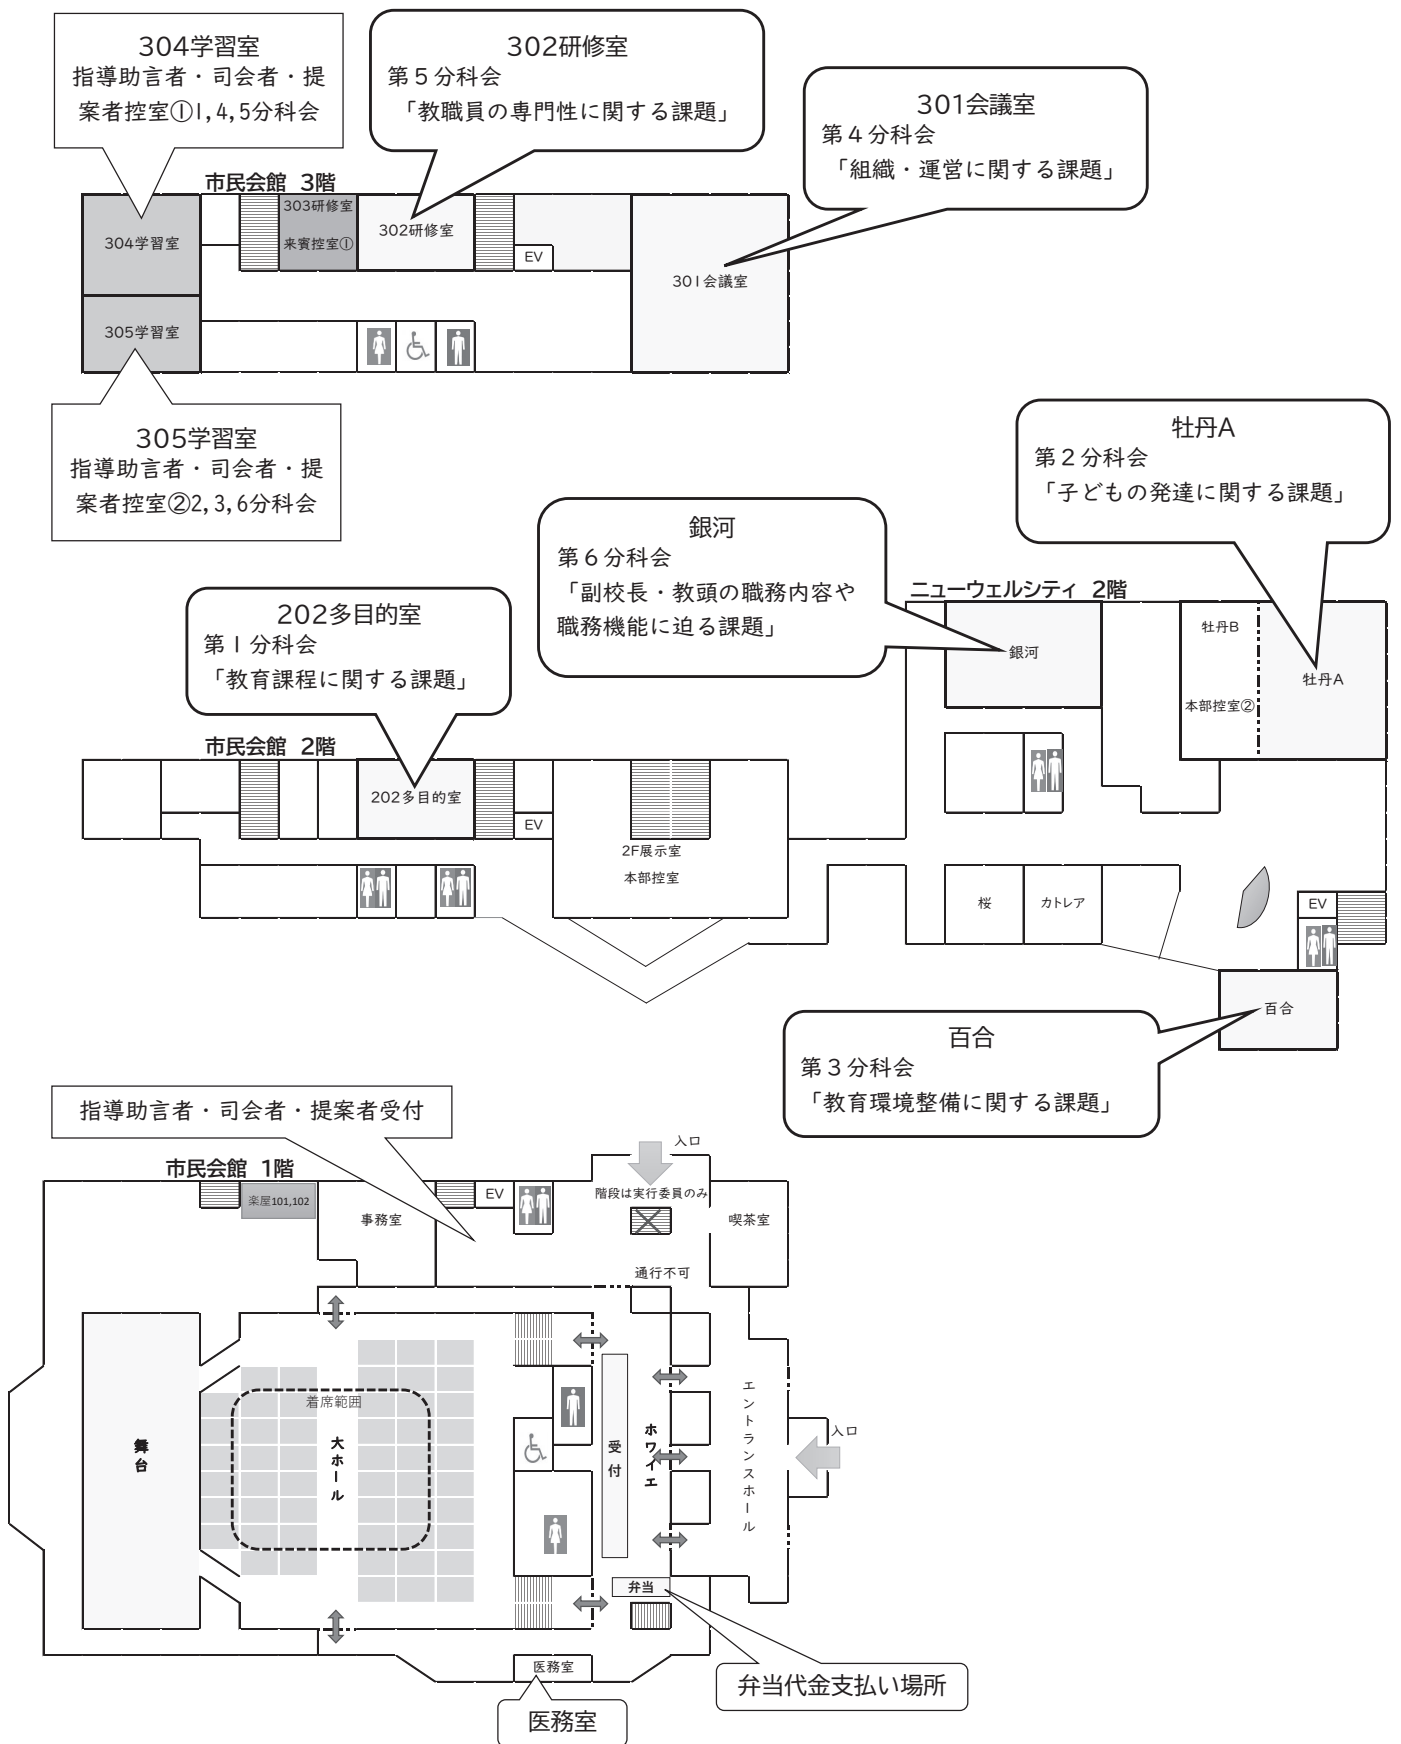 304学習室
指導助言者・司会者・提
案者控室①1,4,5分科会
302研修室
第5分科会
「教職員の専門性に関する課題」
301会議室
第4分科会
「組織・運営に関する課題」
市民会館 3階
304学習室
303研修室
来賓控室①
302研修室
EV
301会議室
305学習室
305学習室
指導助言者・司会者・提
案者控室②2,3,6分科会
牡丹A
第2分科会
「子どもの発達に関する課題」
銀河
第6分科会
「副校長・教頭の職務内容や
職務機能に迫る課題」
ニューウェルシティ 2階
銀河
牡丹B
本部控室②
牡丹A
202多目的室
第1分科会
「教育課程に関する課題」
市民会館 2階
202多目的室
EV
2F展示室
本部控室
桜
カトレア
EV
百合
百合
第3分科会
「教育環境整備に関する課題」
指導助言者・司会者・提案者受付
市民会館 1階
楽屋101,102
事務室
EV
入口
階段は実行委員のみ
喫茶室
通行不可
着席範囲
舞台
大ホール
受付
ホワイエ
エントランスホール
入口
弁当
弁当代金支払い場所
医務室
医務室